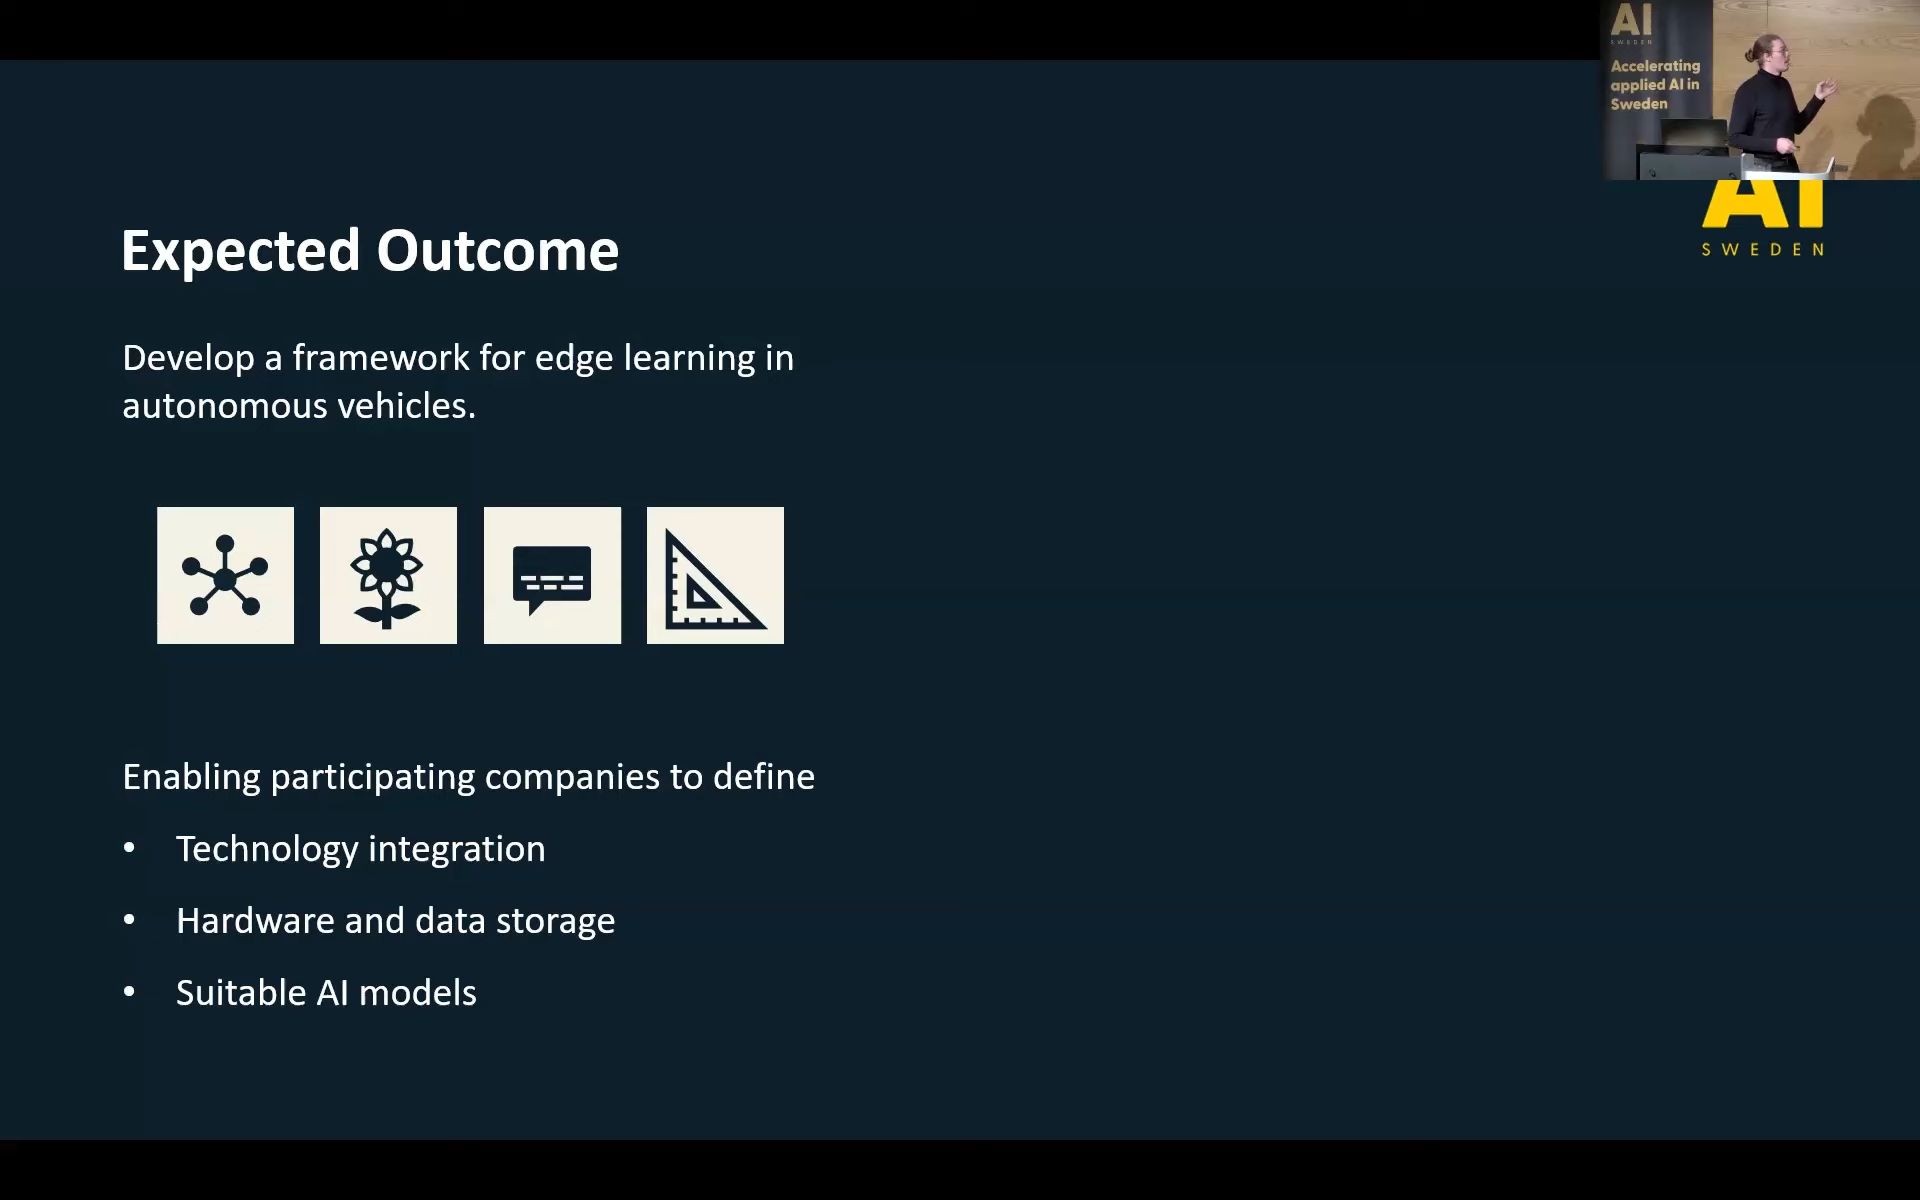 AI
SWEDEN
Accelerating
applied AI in
Sweden
AI
SWEDEN
Expected Outcome
Develop a framework for edge learning in
autonomous vehicles.
Enabling participating companies to define
• Technology integration
• Hardware and data storage
• Suitable AI models